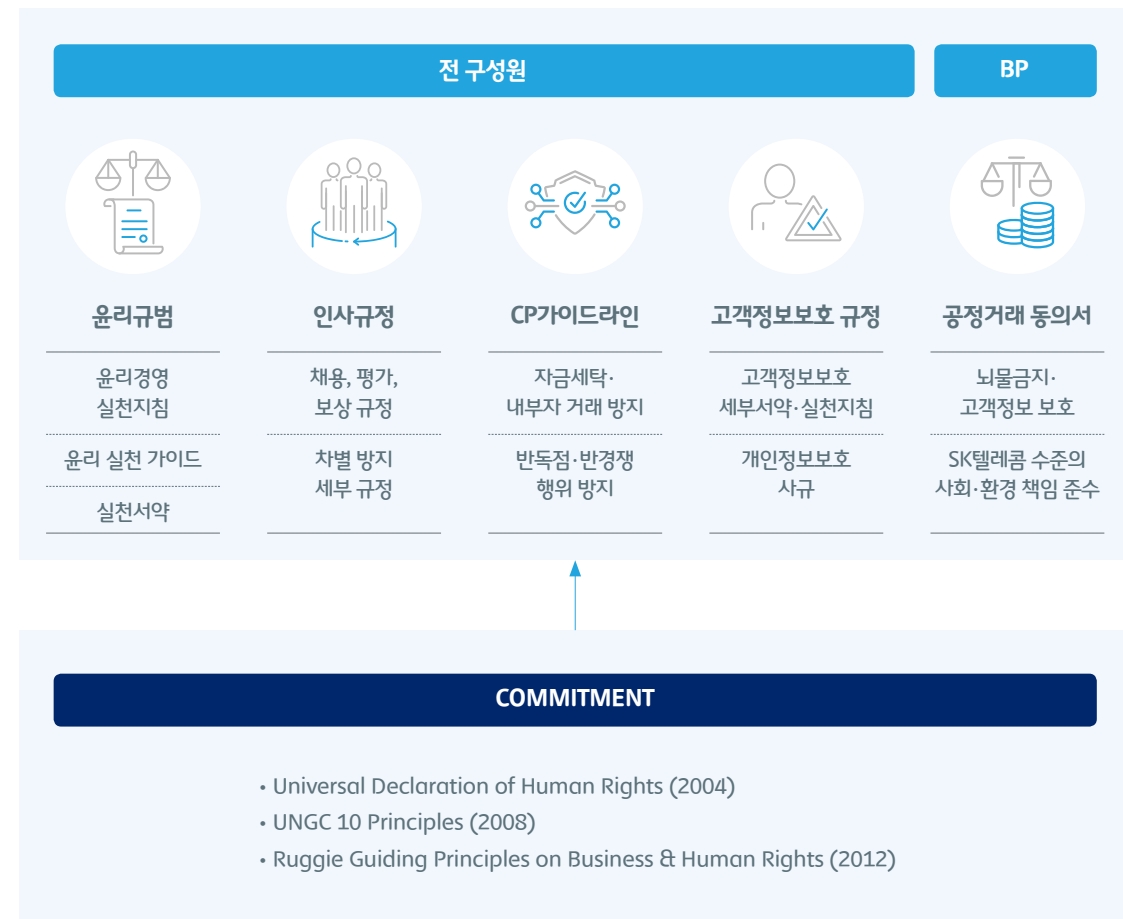 전 구성원
BP
윤리규범
윤리경영
실천지침
윤리 실천 가이드
실천서약
인사규정
채용, 평가,
보상 규정
차별 방지
세부 규정
CP가이드라인
자금세탁·
내부자 거래 방지
반독점·반경쟁
행위 방지
고객정보보호 규정
고객정보보호
세부서약·실천지침
개인정보보호
사규
공정거래 동의서
뇌물금지·
고객정보 보호
SK텔레콤 수준의
사회·환경 책임 준수
COMMITMENT
• Universal Declaration of Human Rights (2004)
• UNGC 10 Principles (2008)
• Ruggie Guiding Principles on Business & Human Rights (2012)